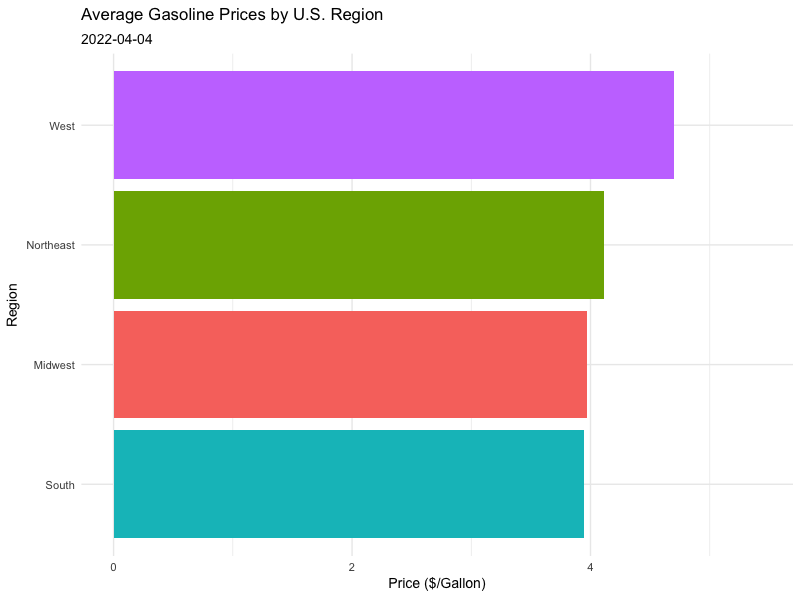 Average Gasoline Prices by U.S. Region
2022-04-04
West
Northeast
Midwest
South
Region
0 2 4
Price ($/Gallon)